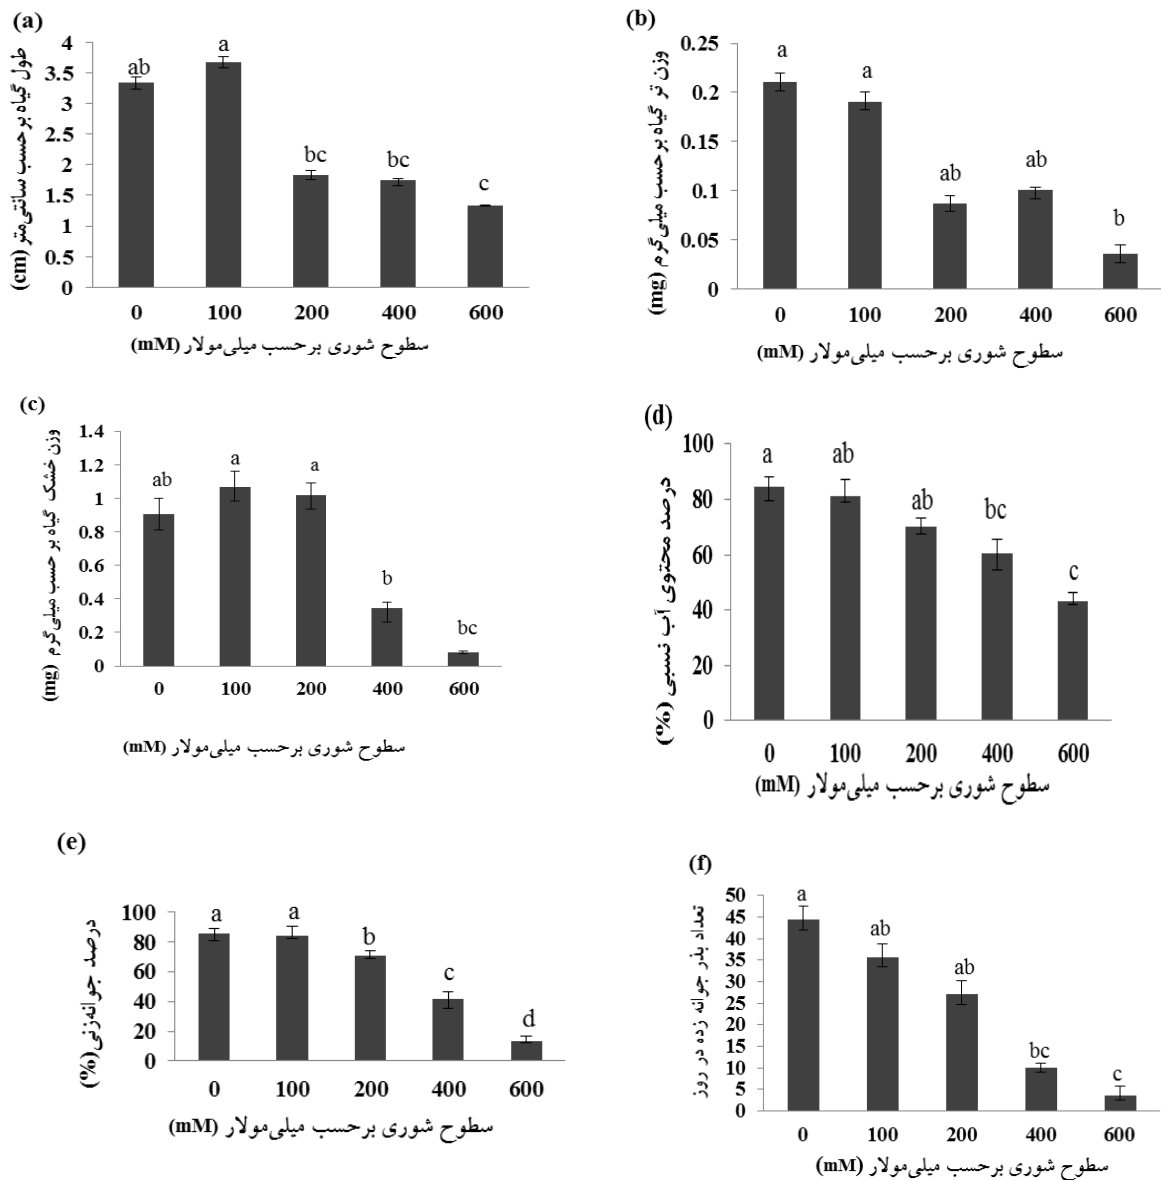 (a)
طول گیاه برحسب سانتی‌متر (cm)
4
3.5
3
2.5
2
1.5
1
0.5
0
ab
a
bc
bc
c
0 100 200 400 600
سطوح شوری برحسب میلی‌مولار (mM)
(b)
وزن تر گیاه برحسب میلی‌گرم (mg)
0.25
0.2
0.15
0.1
0.05
0
a
a
ab
ab
b
0 100 200 400 600
سطوح شوری برحسب میلی‌مولار (mM)
(c)
وزن خشک گیاه برحسب میلی‌گرم (mg)
1.4
1.2
1
0.8
0.6
0.4
0.2
0
ab
a
a
b
bc
0 100 200 400 600
سطوح شوری برحسب میلی‌مولار (mM)
(d)
درصد محتوی آب نسبی (%)
100
80
60
40
20
0
a
ab
ab
bc
c
0 100 200 400 600
سطوح شوری برحسب میلی‌مولار (mM)
(e)
درصد جوانه‌زنی(%)
100
80
60
40
20
0
a
a
b
c
d
0 100 200 400 600
سطوح شوری برحسب میلی‌مولار (mM)
(f)
تعداد بذر جوانه زده در روز
50
45
40
35
30
25
20
15
10
5
0
a
ab
ab
bc
c
0 100 200 400 600
سطوح شوری برحسب میلی‌مولار (mM)